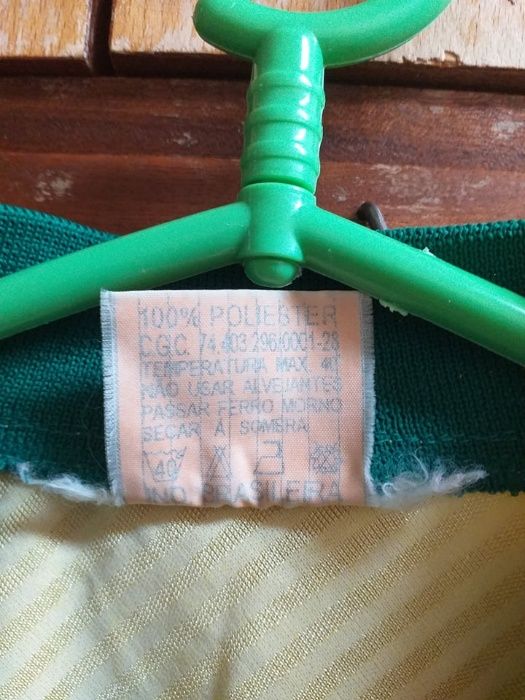 100% POLIESTER
C.G.C. 74.403.296/0001-28
TEMPERATURA MAX. 40
NÃO USAR ALVEJANTES
PASSAR FERRO MORNO
SECAR À SOMBRA
40
IND. BRASILEIRA